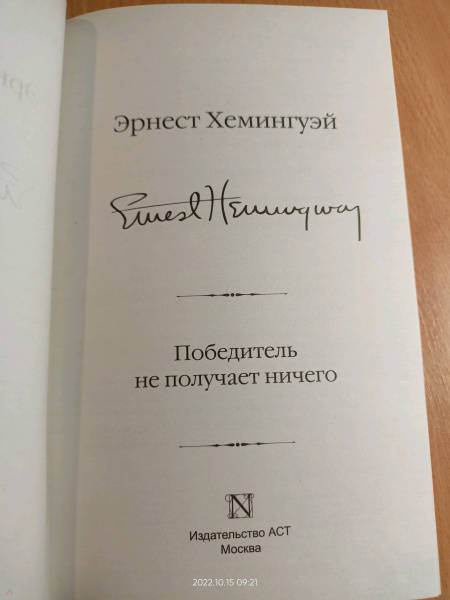 Эрнест Хемингуэй
Ernest Hemingway
Победитель
не получает ничего
N
Издательство АСТ
Москва
2022.10.15 09:21